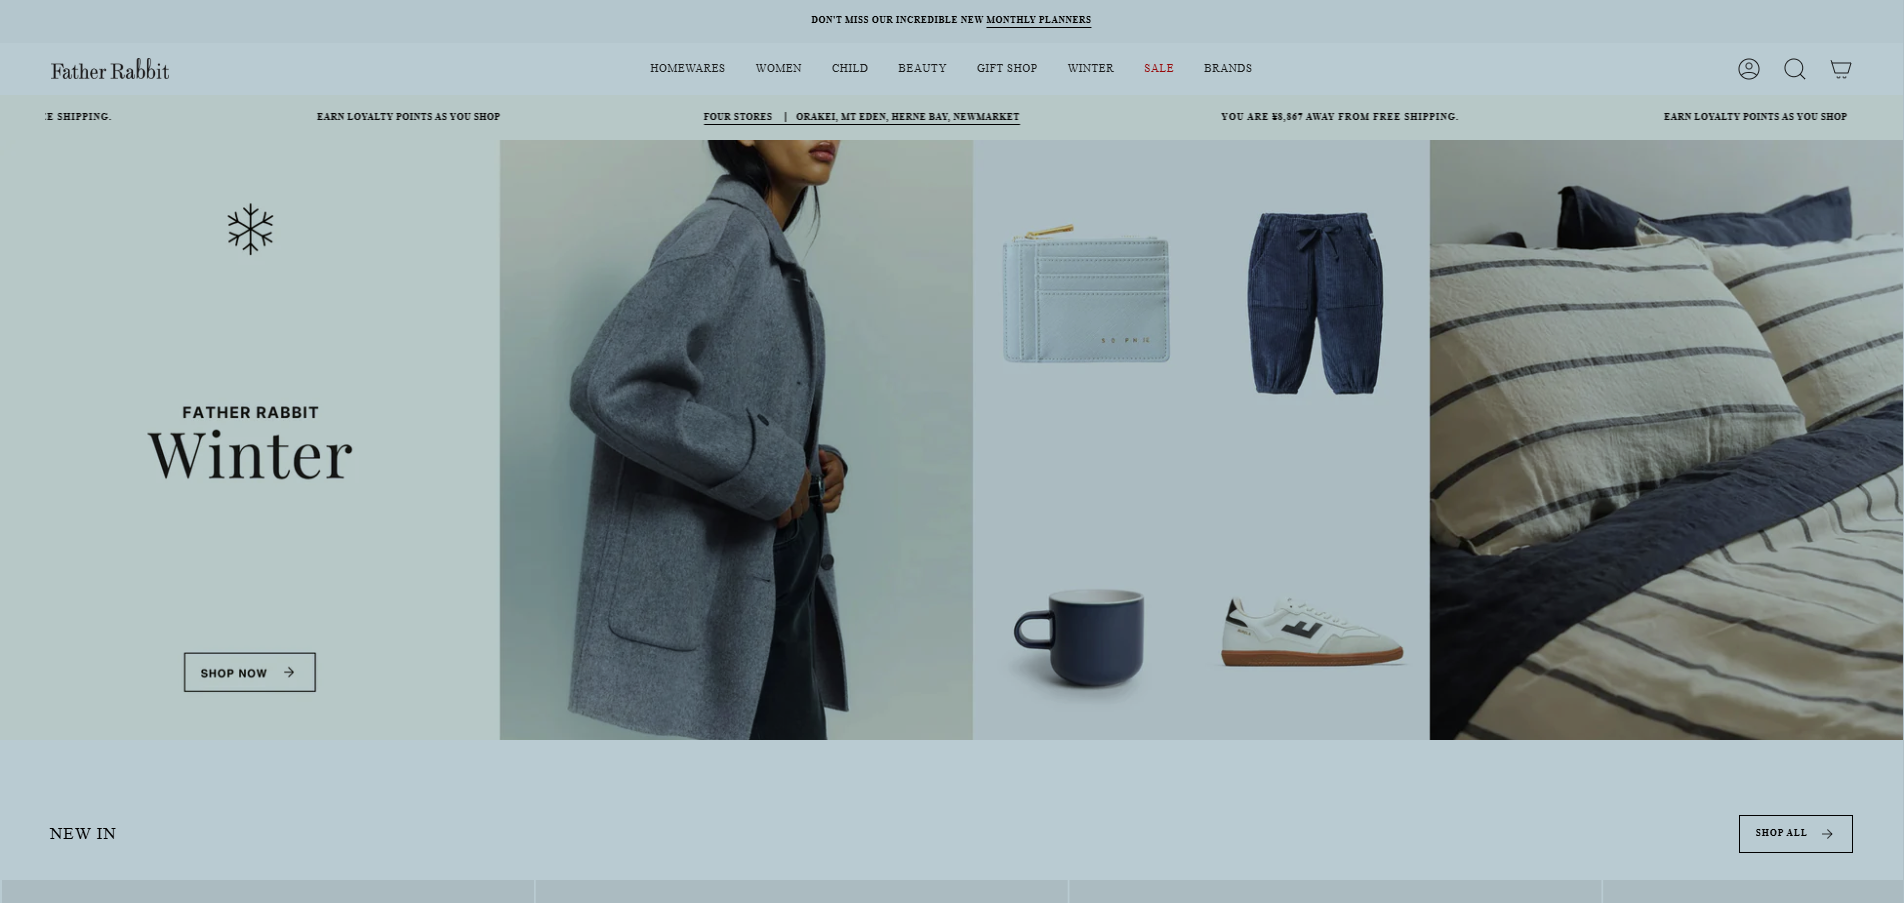 DON'T MISS OUR INCREDIBLE NEW MONTHLY PLANNERS
Father Rabbit
HOMEWARES WOMEN CHILD BEAUTY GIFT SHOP WINTER SALE BRANDS
SHIPPING. EARN LOYALTY POINTS AS YOU SHOP FOUR STORES | ORAKEI, MT EDEN, HERNE BAY, NEWMARKET YOU ARE ¥8,867 AWAY FROM FREE SHIPPING. EARN LOYALTY POINTS AS YOU SHOP
SOPHIE
FATHER RABBIT
Winter
SHOP NOW
NEW IN
SHOP ALL